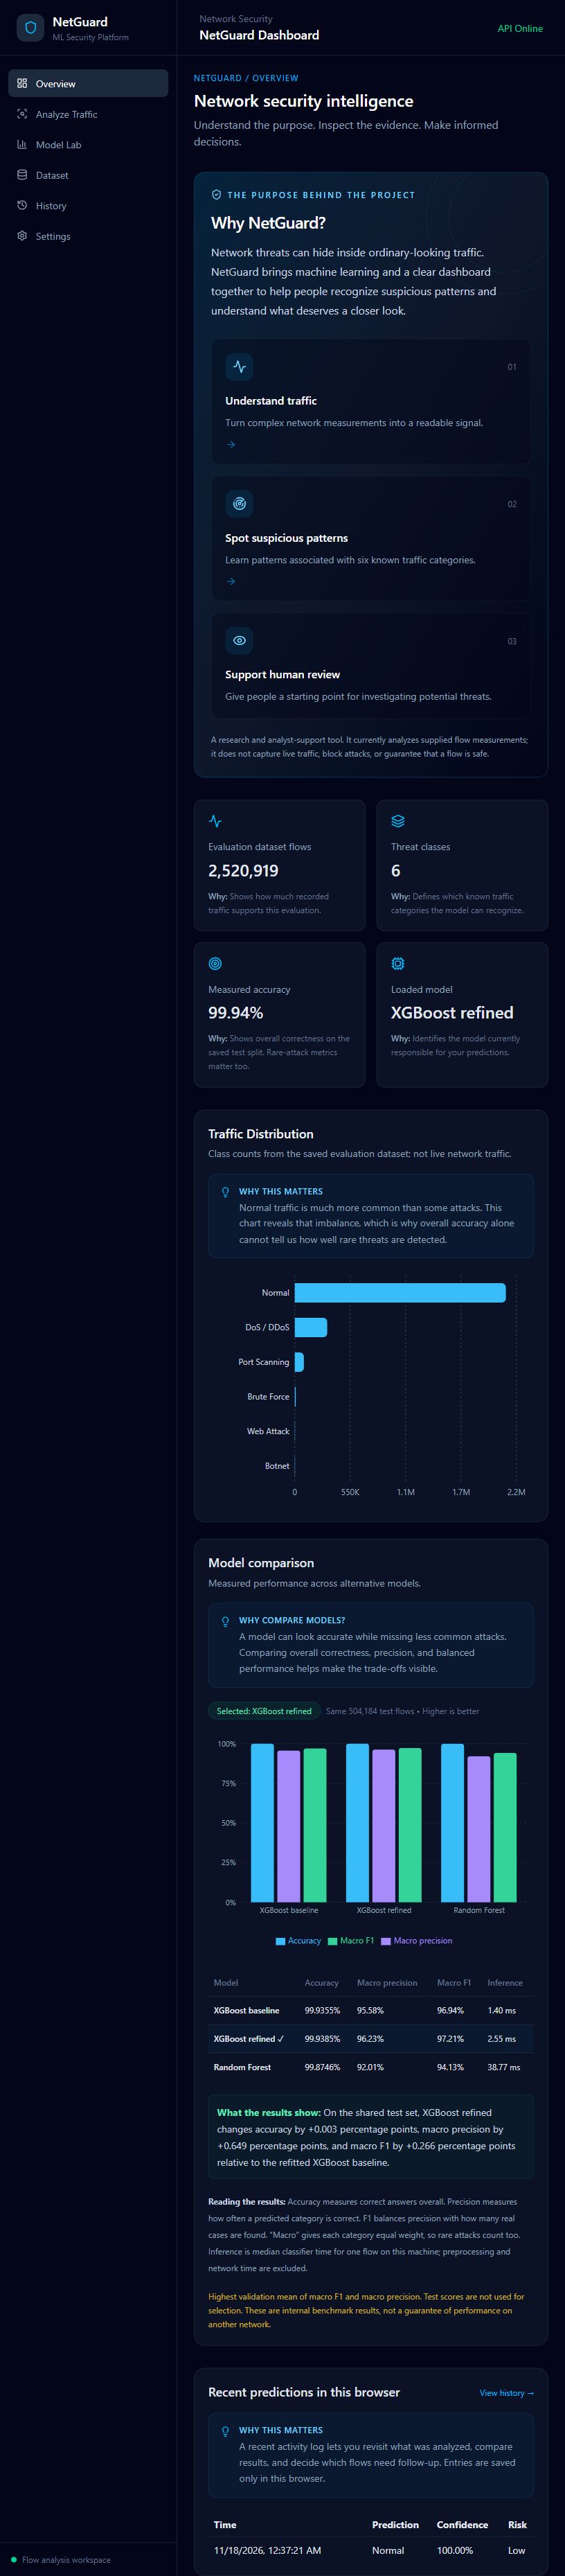 NetGuard
ML Security Platform
Overview
Analyze Traffic
Model Lab
Dataset
History
Settings
Flow analysis workspace
Network Security
NetGuard Dashboard
API Online
NETGUARD / OVERVIEW
Network security intelligence
Understand the purpose. Inspect the evidence. Make informed
decisions.
THE PURPOSE BEHIND THE PROJECT
Why NetGuard?
Network threats can hide inside ordinary-looking traffic.
NetGuard brings machine learning and a clear dashboard
together to help people recognize suspicious patterns and
understand what deserves a closer look.
01
Understand traffic
Turn complex network measurements into a readable signal.
→
02
Spot suspicious patterns
Learn patterns associated with six known traffic categories.
→
03
Support human review
Give people a starting point for investigating potential threats.
A research and analyst-support tool. It currently analyzes supplied flow measurements;
it does not capture live traffic, block attacks, or guarantee that a flow is safe.
Evaluation dataset flows
2,520,919
Why: Shows how much recorded
traffic supports this evaluation.
Threat classes
6
Why: Defines which known traffic
categories the model can recognize.
Measured accuracy
99.94%
Why: Shows overall correctness on the
saved test split. Rare-attack metrics
matter too.
Loaded model
XGBoost refined
Why: Identifies the model currently
responsible for your predictions.
Traffic Distribution
Class counts from the saved evaluation dataset; not live network traffic.
WHY THIS MATTERS
Normal traffic is much more common than some attacks. This
chart reveals that imbalance, which is why overall accuracy alone
cannot tell us how well rare threats are detected.
Normal
DoS / DDoS
Port Scanning
Brute Force
Web Attack
Botnet
0 550K 1.1M 1.7M 2.2M
Model comparison
Measured performance across alternative models.
WHY COMPARE MODELS?
A model can look accurate while missing less common attacks.
Comparing overall correctness, precision, and balanced
performance helps make the trade-offs visible.
Selected: XGBoost refined Same 504,184 test flows • Higher is better
100%
75%
50%
25%
0%
XGBoost baseline XGBoost refined Random Forest
Accuracy Macro F1 Macro precision
Model Accuracy Macro precision Macro F1 Inference
XGBoost baseline 99.9355% 95.58% 96.94% 1.40 ms
XGBoost refined ✓ 99.9385% 96.23% 97.21% 2.55 ms
Random Forest 99.8746% 92.01% 94.13% 38.77 ms
What the results show: On the shared test set, XGBoost refined
changes accuracy by +0.003 percentage points, macro precision by
+0.649 percentage points, and macro F1 by +0.266 percentage points
relative to the refitted XGBoost baseline.
Reading the results: Accuracy measures correct answers overall. Precision measures
how often a predicted category is correct. F1 balances precision with how many real
cases are found. “Macro” gives each category equal weight, so rare attacks count too.
Inference is median classifier time for one flow on this machine; preprocessing and
network time are excluded.
Highest validation mean of macro F1 and macro precision. Test scores are not used for
selection. These are internal benchmark results, not a guarantee of performance on
another network.
Recent predictions in this browser
View history →
WHY THIS MATTERS
A recent activity log lets you revisit what was analyzed, compare
results, and decide which flows need follow-up. Entries are saved
only in this browser.
Time Prediction Confidence Risk
11/18/2026, 12:37:21 AM Normal 100.00% Low